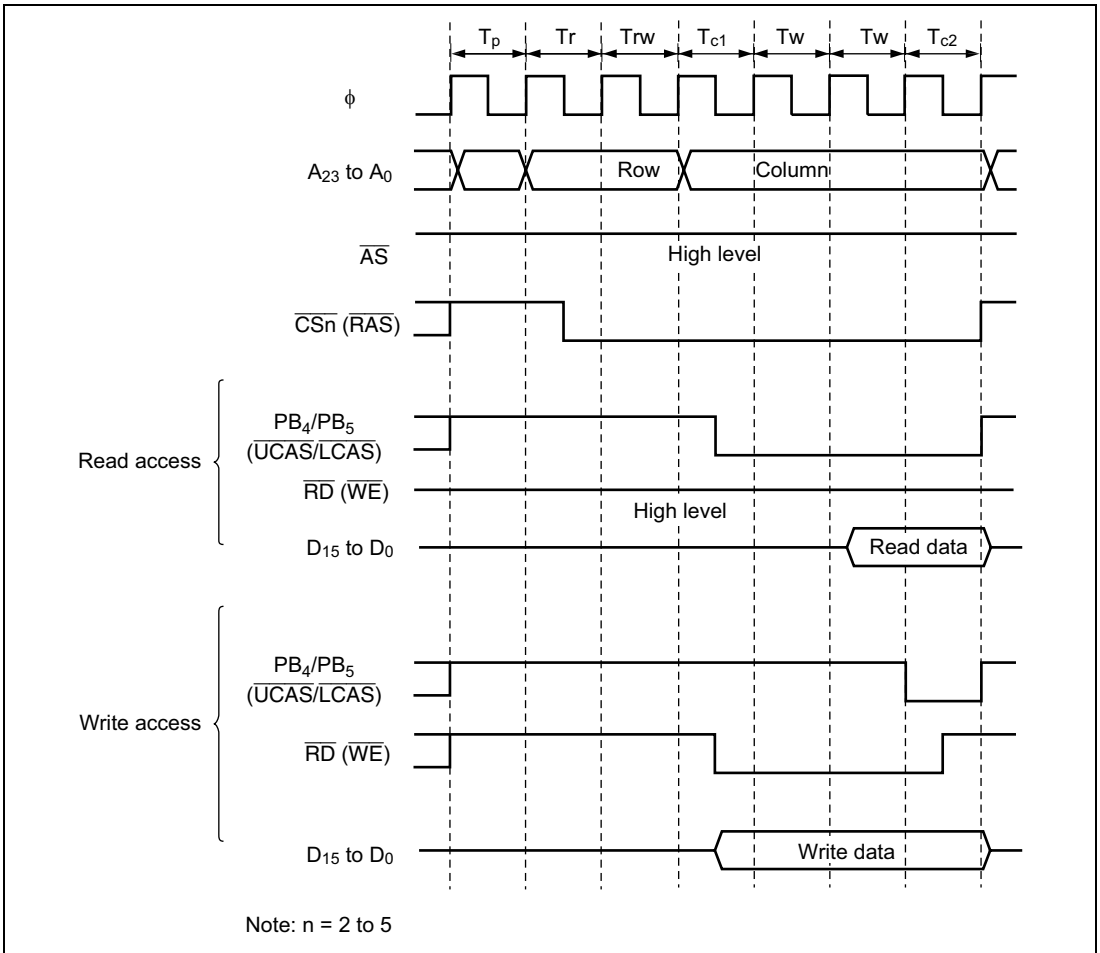 Tp Tr Trw Tc1 Tw Tw Tc2
φ
A23 to A0 Row Column
AS High level
CSn (RAS)
Read access
PB4/PB5
(UCAS/LCAS)
RD (WE)
High level
D15 to D0 Read data
Write access
PB4/PB5
(UCAS/LCAS)
RD (WE)
D15 to D0 Write data
Note: n = 2 to 5